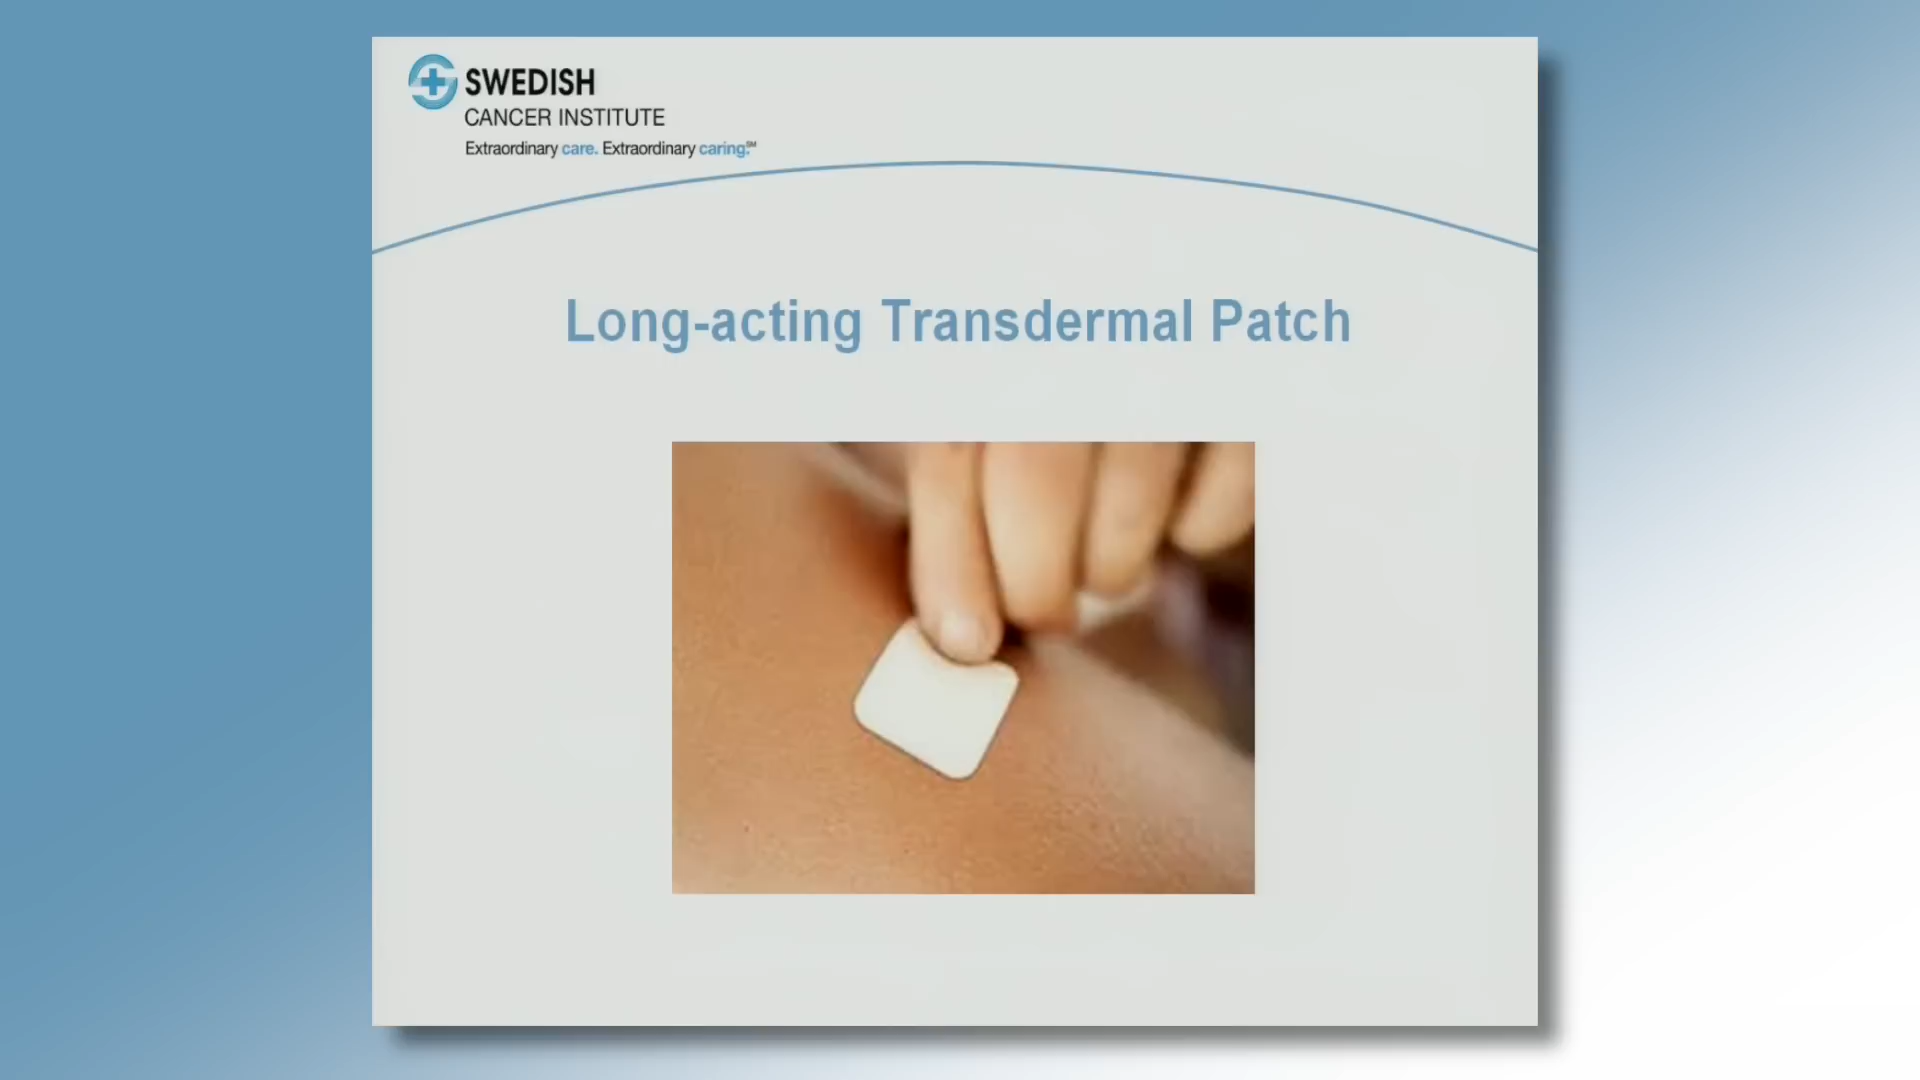 SWEDISH
CANCER INSTITUTE
Extraordinary care. Extraordinary caring.℠
Long-acting Transdermal Patch